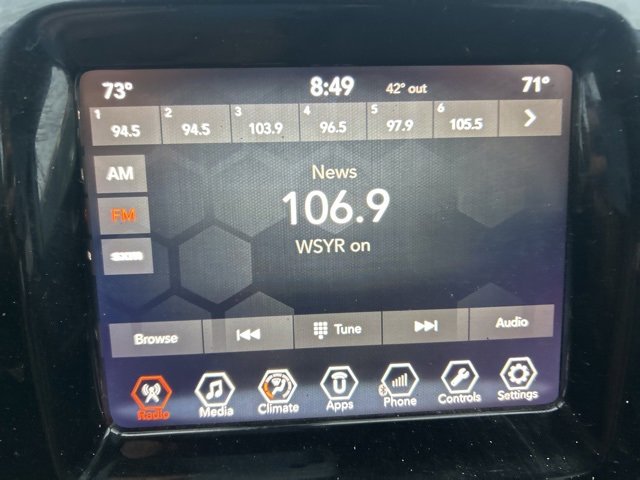 73° 8:49 42° out 71°
1 94.5 2 94.5 3 103.9 4 96.5 5 97.9 6 105.5
AM
News
FM
106.9
WSYR on
SXM
Browse Tune Audio
Radio Media Climate Apps Phone Controls Settings